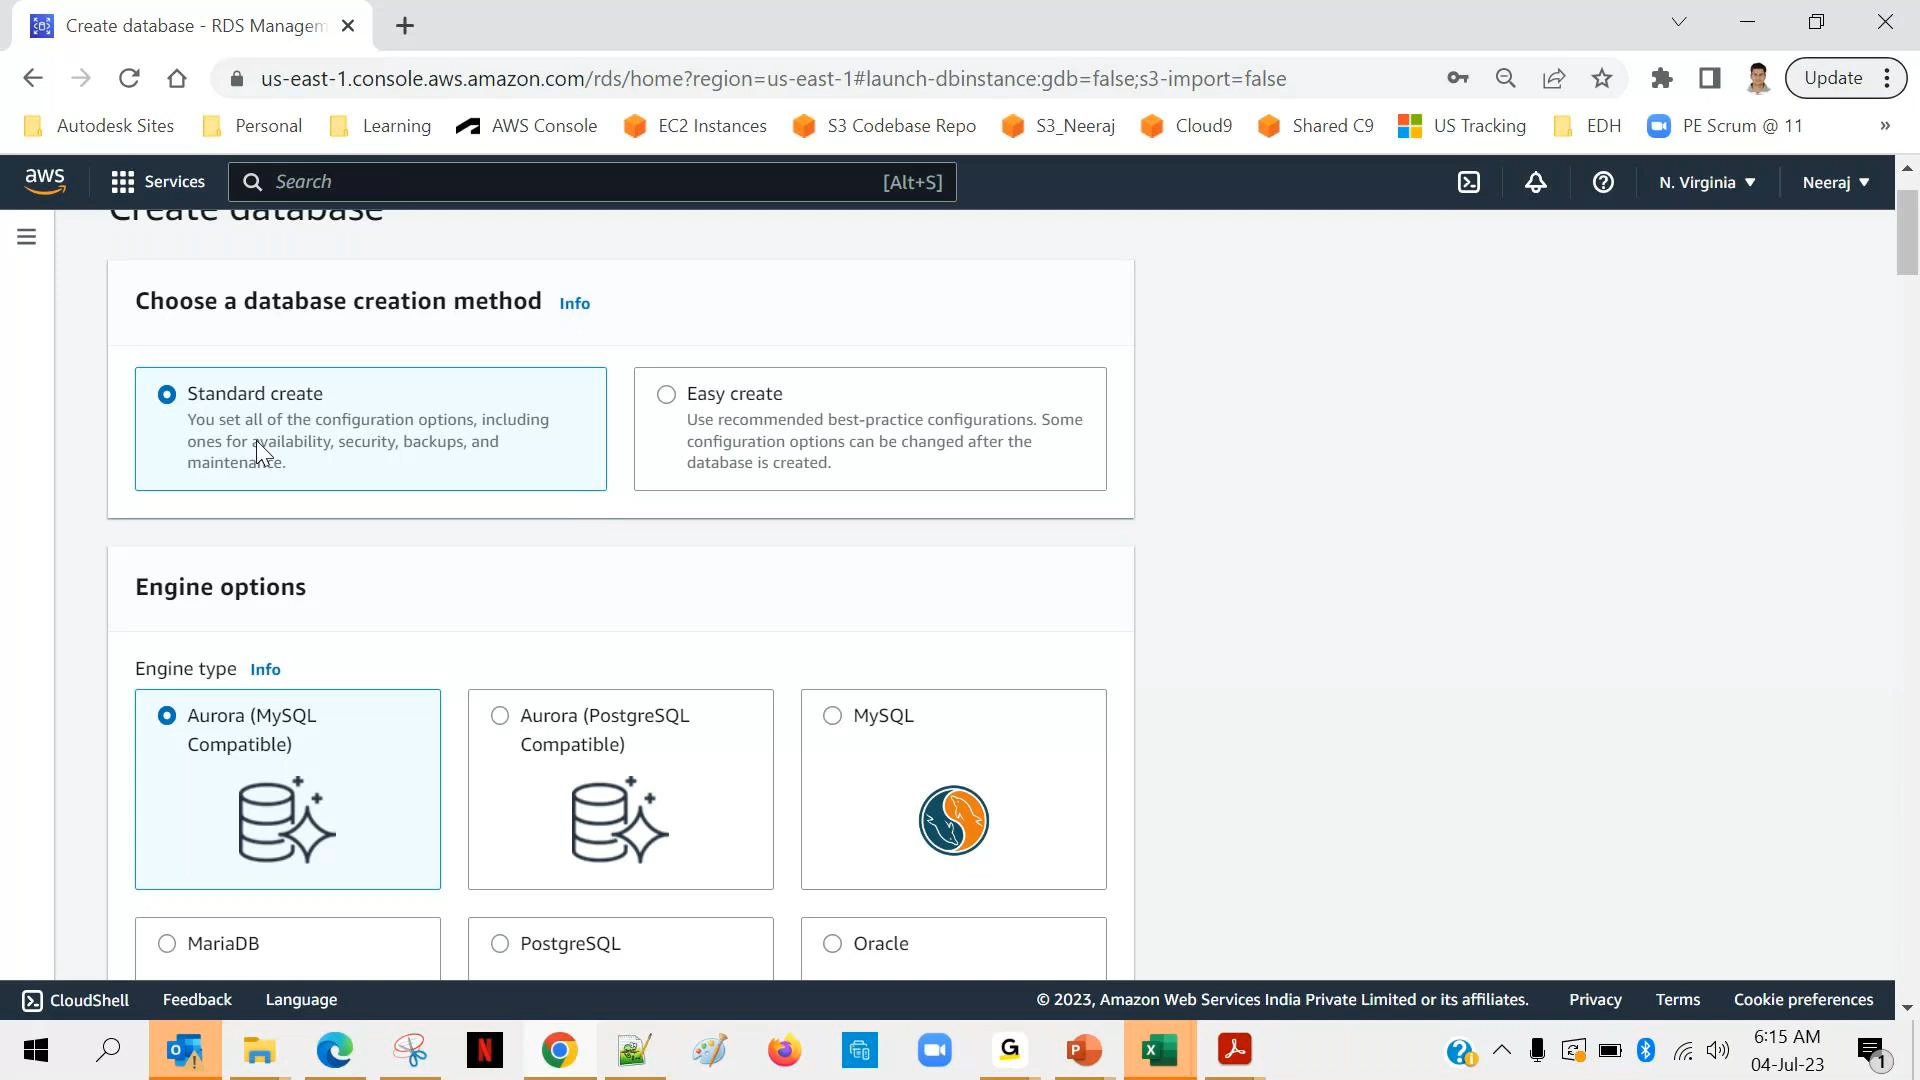 Create database - RDS Managem
us-east-1.console.aws.amazon.com/rds/home?region=us-east-1#launch-dbinstance:gdb=false;s3-import=false
Update
Autodesk Sites Personal Learning AWS Console EC2 Instances S3 Codebase Repo S3_Neeraj Cloud9 Shared C9 US Tracking EDH PE Scrum @ 11 »
aws Services Search [Alt+S] N. Virginia Neeraj
Create database
Choose a database creation method Info
Standard create
You set all of the configuration options, including
ones for availability, security, backups, and
maintenance.
Easy create
Use recommended best-practice configurations. Some
configuration options can be changed after the
database is created.
Engine options
Engine type Info
Aurora (MySQL
Compatible)
Aurora (PostgreSQL
Compatible)
MySQL
MariaDB
PostgreSQL
Oracle
CloudShell Feedback Language © 2023, Amazon Web Services India Private Limited or its affiliates. Privacy Terms Cookie preferences
6:15 AM
04-Jul-23
1